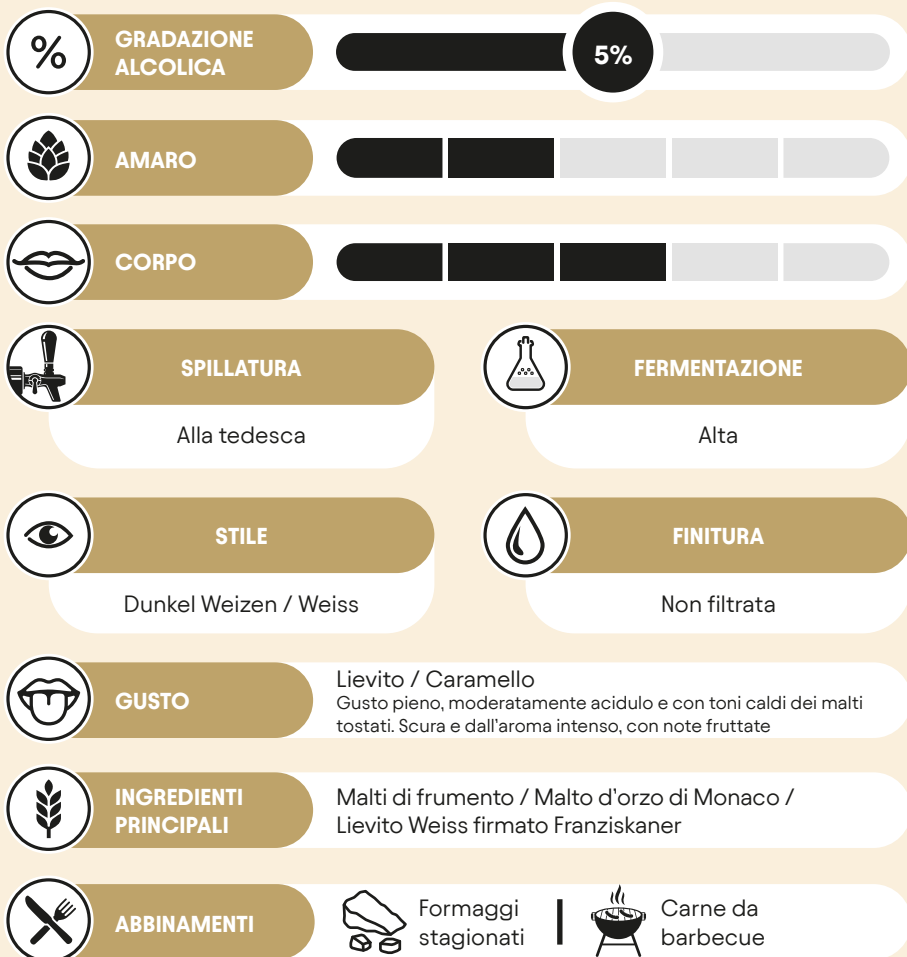 %
GRADAZIONE
ALCOLICA
5%
AMARO
CORPO
SPILLATURA
Alla tedesca
FERMENTAZIONE
Alta
STILE
Dunkel Weizen / Weiss
FINITURA
Non filtrata
GUSTO
Lievito / Caramello
Gusto pieno, moderatamente acidulo e con toni caldi dei malti
tostati. Scura e dall'aroma intenso, con note fruttate
INGREDIENTI
PRINCIPALI
Malti di frumento / Malto d'orzo di Monaco /
Lievito Weiss firmato Franziskaner
ABBINAMENTI
Formaggi
stagionati
Carne da
barbecue